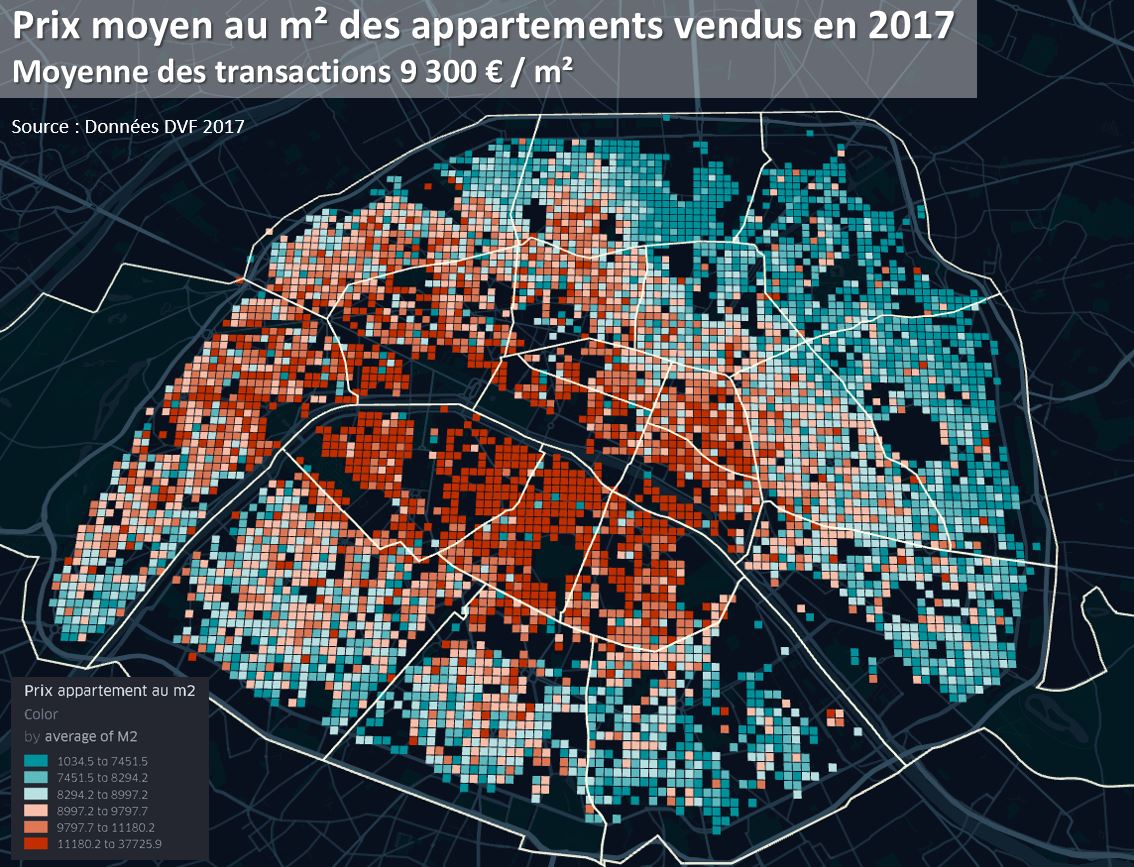 Prix moyen au m² des appartements vendus en 2017
Moyenne des transactions 9 300 € / m²
Source : Données DVF 2017
Prix appartement au m2
Color
by average of M2
1034.5 to 7451.5
7451.5 to 8294.2
8294.2 to 8997.2
8997.2 to 9797.7
9797.7 to 11180.2
11180.2 to 37725.9